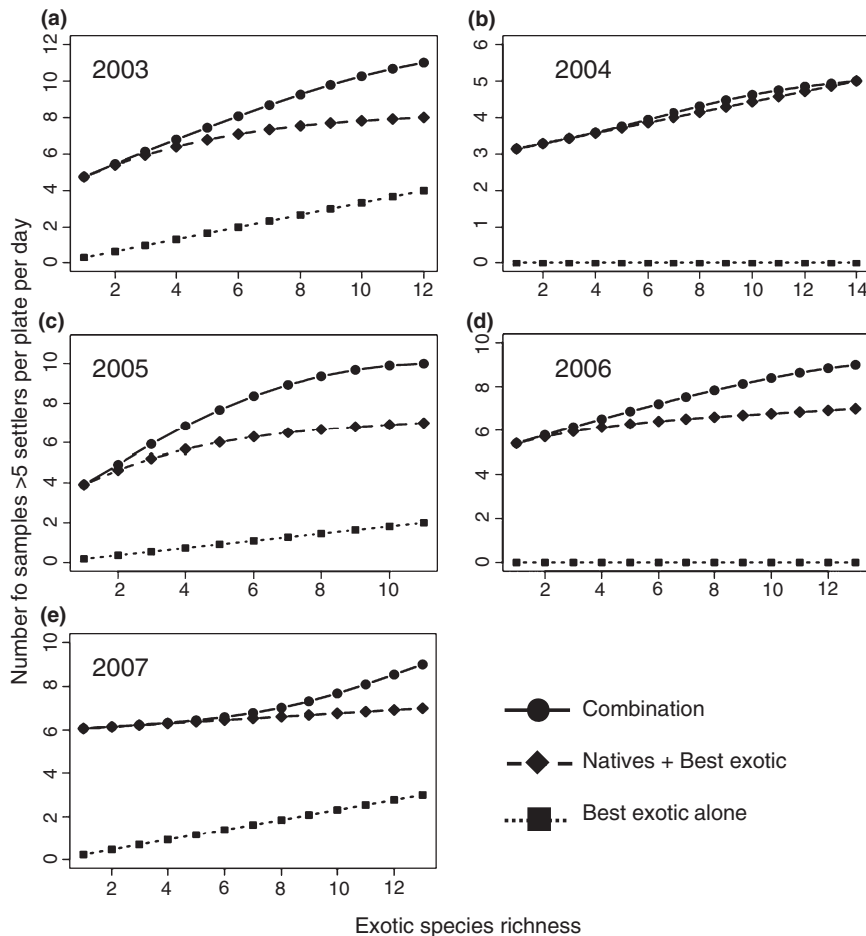 (a)
2003
0 2 4 6 8 10 12
2 4 6 8 10 12
(b)
2004
0 1 2 3 4 5 6
2 4 6 8 10 12 14
(c)
2005
0 2 4 6 8 10
2 4 6 8 10
(d)
2006
0 2 4 6 8 10
2 4 6 8 10 12
(e)
2007
0 2 4 6 8 10
2 4 6 8 10 12
Number fo samples >5 settlers per plate per day
Combination
Natives + Best exotic
Best exotic alone
Exotic species richness